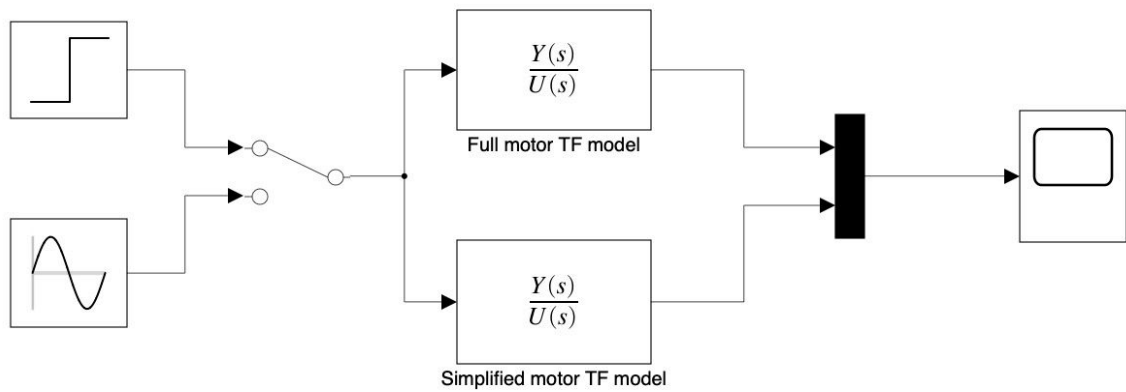 Y(s)
U(s)
Full motor TF model
Y(s)
U(s)
Simplified motor TF model